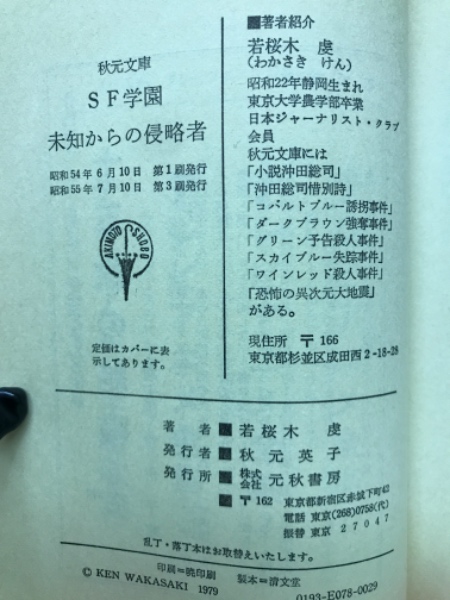 秋元文庫
SF学園
未知からの侵略者
昭和54年6月10日 第1刷発行
昭和55年7月10日 第3刷発行
AKIMOTO SHOBO
定価はカバーに表
示してあります。
■著者紹介
若桜木 虔
(わかさき けん)
昭和22年静岡生まれ
東京大学農学部卒業
日本ジャーナリスト・クラブ
会員
秋元文庫には
「小説沖田総司」
「沖田総司惜別詩」
「コバルトブルー誘拐事件」
「ダークブラウン強奪事件」
「グリーン予告殺人事件」
「スカイブルー失踪事件」
「ワインレッド殺人事件」
「恐怖の異次元大地震」
がある。
現住所 〒166
東京都杉並区成田西2-18-28
著者■若桜木 虔
発行者■秋元英子
発行所■株式会社元秋書房
■〒162 東京都新宿区赤城下町42
電話 東京(268)0758(代)
振替 東京 27047
乱丁・落丁本はお取替えいたします。
印刷=暁印刷 製本=清文堂
© KEN WAKASAKI 1979
0193-E078-0029